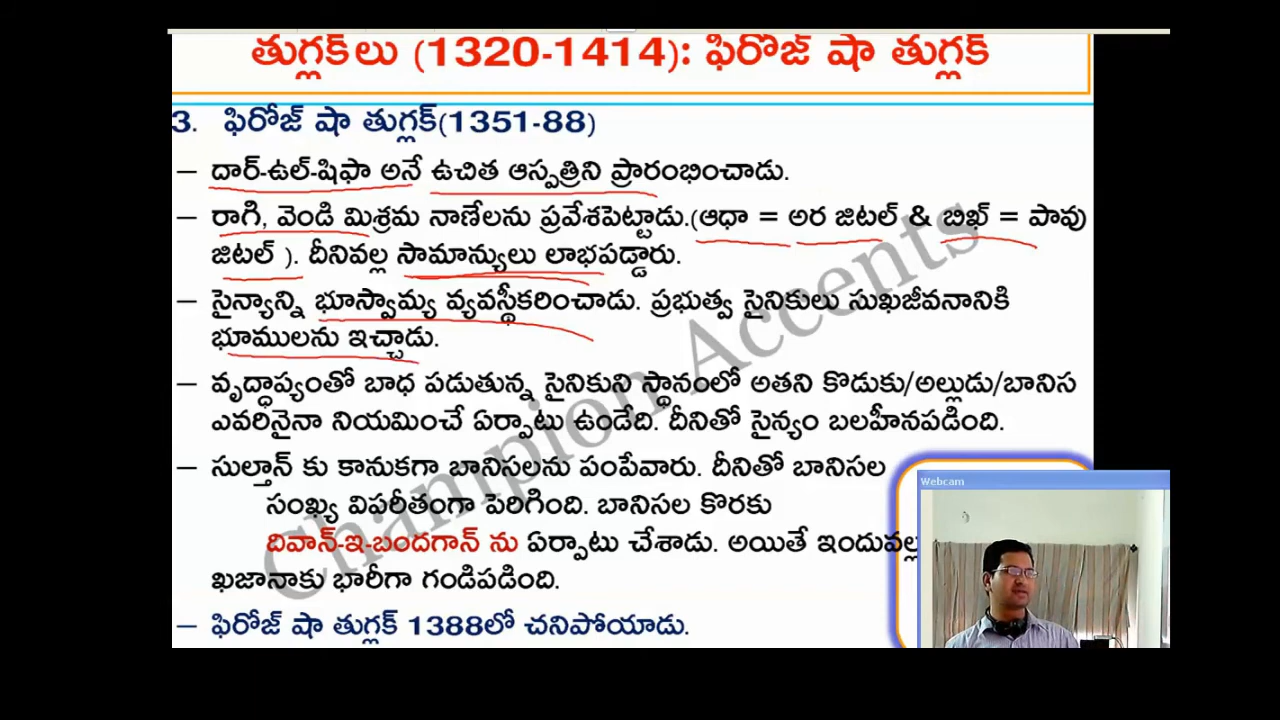 తుగ్లక్‌లు (1320-1414): ఫిరోజ్ షా తుగ్లక్
3. ఫిరోజ్ షా తుగ్లక్(1351-88)
– దార్-ఉల్-షిఫా అనే ఉచిత ఆస్పత్రిని ప్రారంభించాడు.
– రాగి, వెండి మిశ్రమ నాణేలను ప్రవేశపెట్టాడు.(ఆధా = అర జిటల్ & బిఖ్ = పావు
జిటల్ ). దీనివల్ల సామాన్యులు లాభపడ్డారు.
– సైన్యాన్ని భూస్వామ్య వ్యవస్థీకరించాడు. ప్రభుత్వ సైనికులు సుఖజీవనానికి
భూములను ఇచ్చాడు.
– వృద్ధాప్యంతో బాధ పడుతున్న సైనికుని స్థానంలో అతని కొడుకు/అల్లుడు/బానిస
ఎవరినైనా నియమించే ఏర్పాటు ఉండేది. దీనితో సైన్యం బలహీనపడింది.
– సుల్తాన్ కు కానుకగా బానిసలను పంపేవారు. దీనితో బానిసల
సంఖ్య విపరీతంగా పెరిగింది. బానిసల కొరకు
దివాన్-ఇ-బందగాన్ ను ఏర్పాటు చేశాడు. అయితే ఇందువల్ల
ఖజానాకు భారీగా గండిపడింది.
– ఫిరోజ్ షా తుగ్లక్ 1388లో చనిపోయాడు.
Champion Accents
Webcam